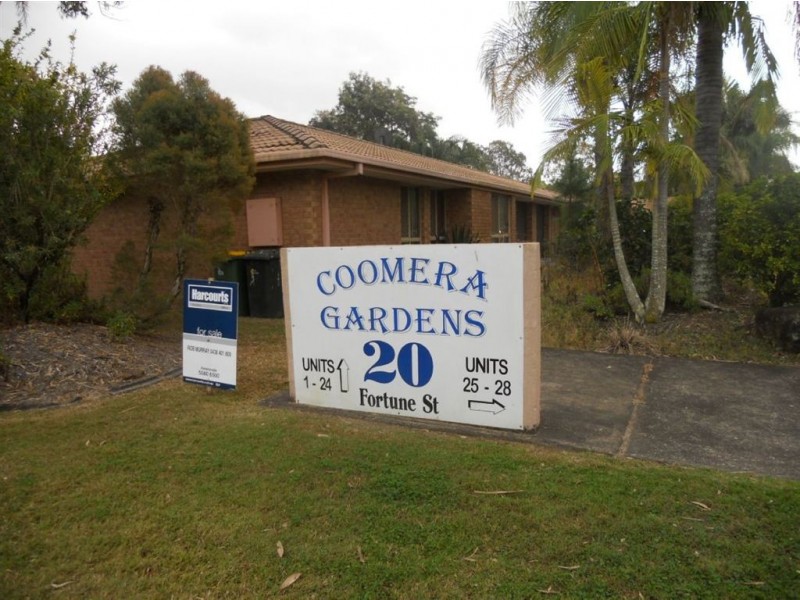 Harcourts
for sale
COOMERA
GARDENS
20
UNITS
1 - 24
UNITS
25 - 28
Fortune St